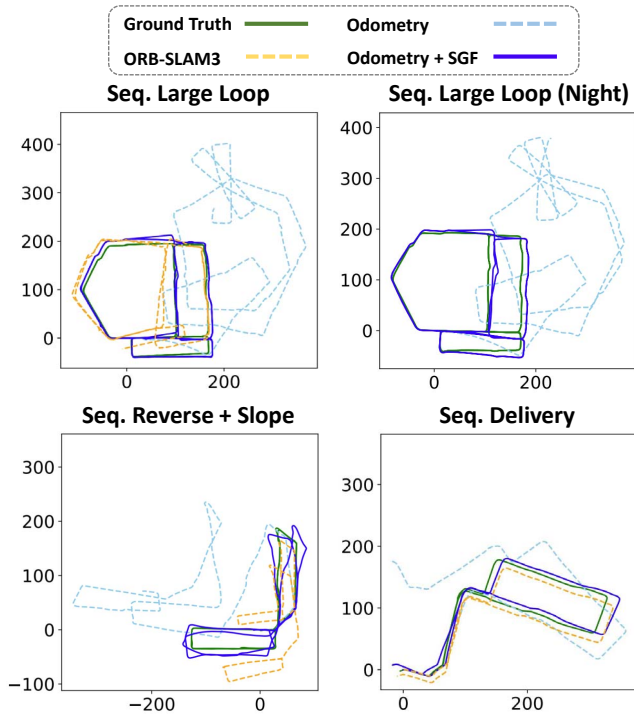 Ground Truth Odometry
ORB-SLAM3 Odometry + SGF
Seq. Large Loop Seq. Large Loop (Night)
400 400
300 300
200 200
100 100
0 0
0 200 0 200
Seq. Reverse + Slope Seq. Delivery
300 300
200 200
100 100
0 0
−100
−200 0 0 200